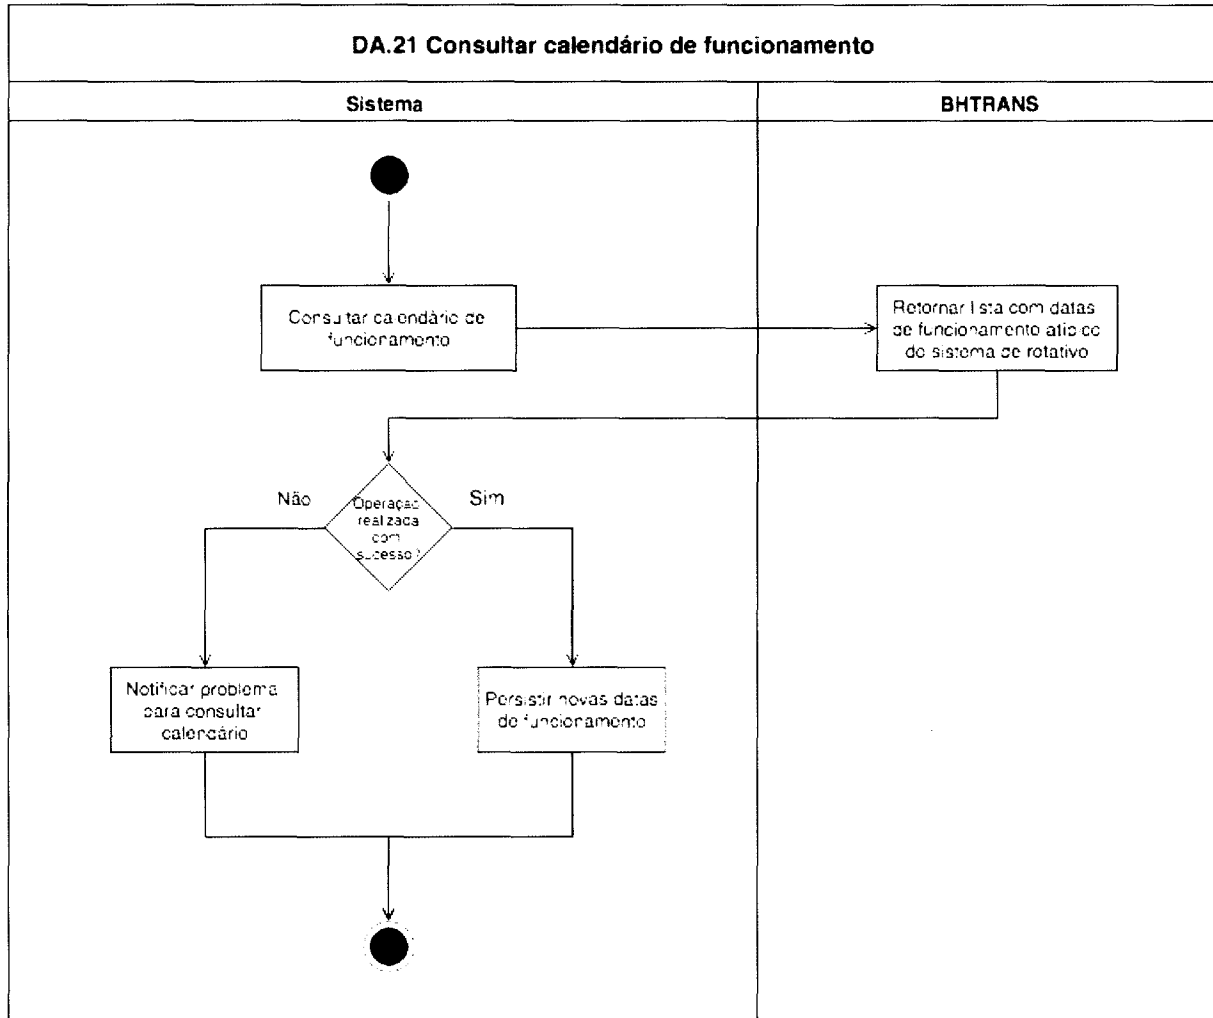 DA.21 Consultar calendário de funcionamento
Sistema
BHTRANS
Consultar calendário de
funcionamento
Retornar lista com datas
de funcionamento atípico
do sistema de rotativo
Não
Operação
realizada
com
sucesso?
Sim
Notificar problema
para consultar
calendário
Persistir novas datas
de funcionamento